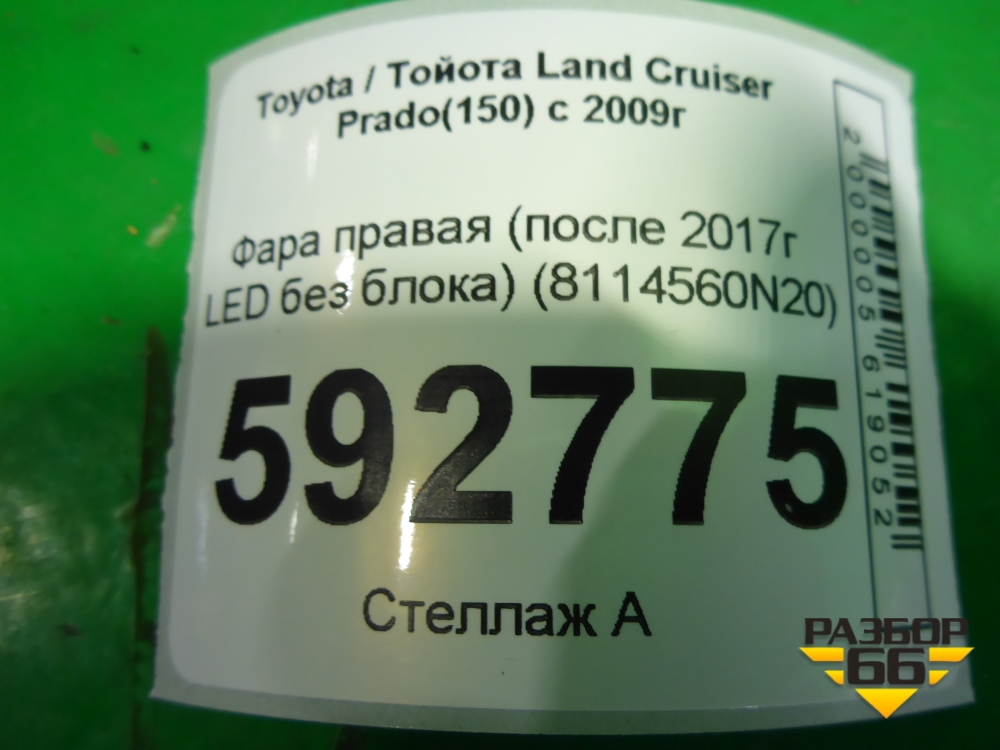 Toyota / Тойота Land Cruiser
Prado(150) с 2009г
Фара правая (после 2017г
LED без блока) (8114560N20)
592775
Стеллаж А
2000005619052
РАЗБОР
66